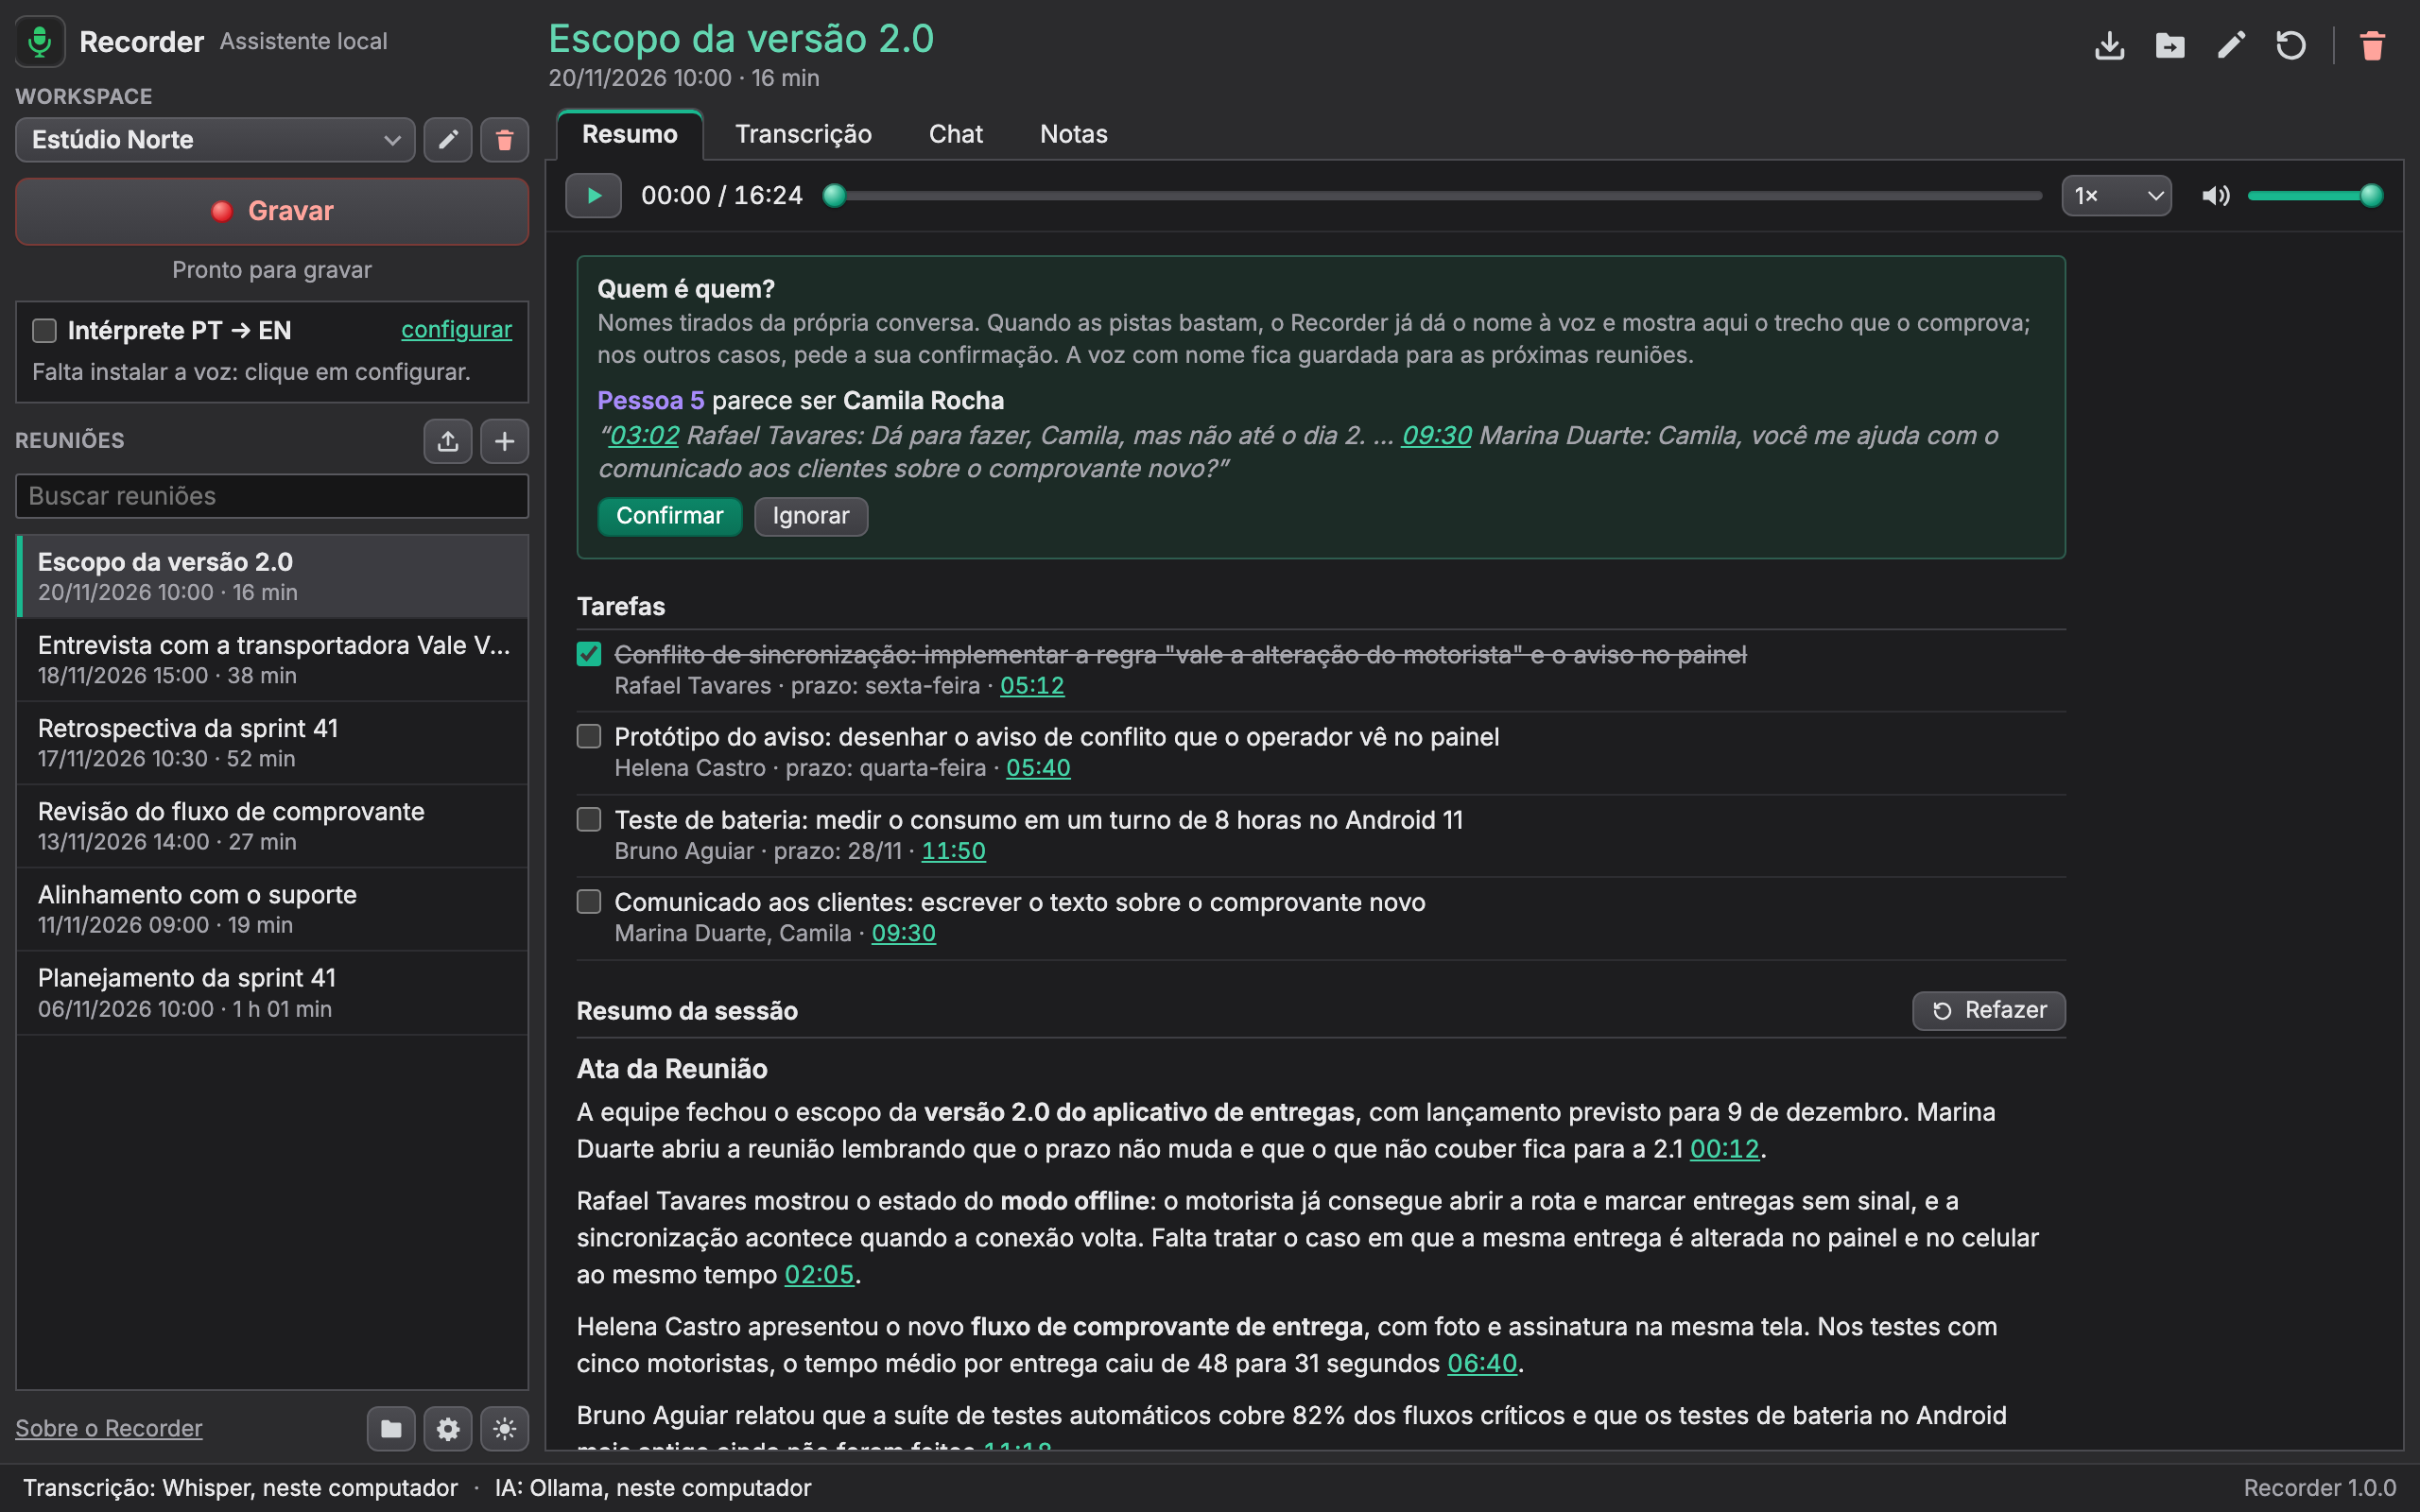 Recorder Assistente local
WORKSPACE
Estúdio Norte
Gravar
Pronto para gravar
Intérprete PT → EN configurar
Falta instalar a voz: clique em configurar.
REUNIÕES
Buscar reuniões
Escopo da versão 2.0
20/11/2026 10:00 · 16 min
Entrevista com a transportadora Vale V...
18/11/2026 15:00 · 38 min
Retrospectiva da sprint 41
17/11/2026 10:30 · 52 min
Revisão do fluxo de comprovante
13/11/2026 14:00 · 27 min
Alinhamento com o suporte
11/11/2026 09:00 · 19 min
Planejamento da sprint 41
06/11/2026 10:00 · 1 h 01 min
Sobre o Recorder
Escopo da versão 2.0
20/11/2026 10:00 · 16 min
Resumo Transcrição Chat Notas
00:00 / 16:24 1×
Quem é quem?
Nomes tirados da própria conversa. Quando as pistas bastam, o Recorder já dá o nome à voz e mostra aqui o trecho que o comprova;
nos outros casos, pede a sua confirmação. A voz com nome fica guardada para as próximas reuniões.
Pessoa 5 parece ser Camila Rocha
“03:02 Rafael Tavares: Dá para fazer, Camila, mas não até o dia 2. ... 09:30 Marina Duarte: Camila, você me ajuda com o
comunicado aos clientes sobre o comprovante novo?”
Confirmar Ignorar
Tarefas
Conflito de sincronização: implementar a regra "vale a alteração do motorista" e o aviso no painel
Rafael Tavares · prazo: sexta-feira · 05:12
Protótipo do aviso: desenhar o aviso de conflito que o operador vê no painel
Helena Castro · prazo: quarta-feira · 05:40
Teste de bateria: medir o consumo em um turno de 8 horas no Android 11
Bruno Aguiar · prazo: 28/11 · 11:50
Comunicado aos clientes: escrever o texto sobre o comprovante novo
Marina Duarte, Camila · 09:30
Resumo da sessão Refazer
Ata da Reunião
A equipe fechou o escopo da versão 2.0 do aplicativo de entregas, com lançamento previsto para 9 de dezembro. Marina
Duarte abriu a reunião lembrando que o prazo não muda e que o que não couber fica para a 2.1 00:12.
Rafael Tavares mostrou o estado do modo offline: o motorista já consegue abrir a rota e marcar entregas sem sinal, e a
sincronização acontece quando a conexão volta. Falta tratar o caso em que a mesma entrega é alterada no painel e no celular
ao mesmo tempo 02:05.
Helena Castro apresentou o novo fluxo de comprovante de entrega, com foto e assinatura na mesma tela. Nos testes com
cinco motoristas, o tempo médio por entrega caiu de 48 para 31 segundos 06:40.
Bruno Aguiar relatou que a suíte de testes automáticos cobre 82% dos fluxos críticos e que os testes de bateria no Android
mais antigo ainda não foram feitos 11:18
Transcrição: Whisper, neste computador · IA: Ollama, neste computador
Recorder 1.0.0